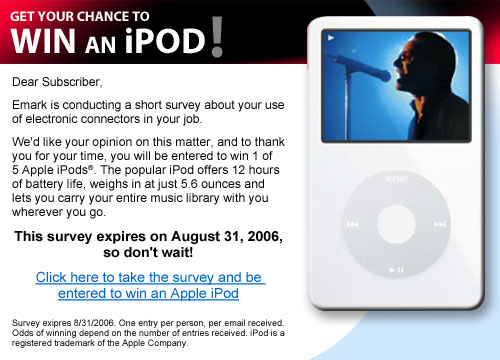 GET YOUR CHANCE TO
WIN AN iPOD!
Dear Subscriber,
Emark is conducting a short survey about your use
of electronic connectors in your job.
We'd like your opinion on this matter, and to thank
you for your time, you will be entered to win 1 of
5 Apple iPods®. The popular iPod offers 12 hours
of battery life, weighs in at just 5.6 ounces and
lets you carry your entire music library with you
wherever you go.
This survey expires on August 31, 2006,
so don't wait!
Click here to take the survey and be
entered to win an Apple iPod
Survey expires 8/31/2006. One entry per person, per email received.
Odds of winning depend on the number of entries received. iPod is a
registered trademark of the Apple Company.
MENU